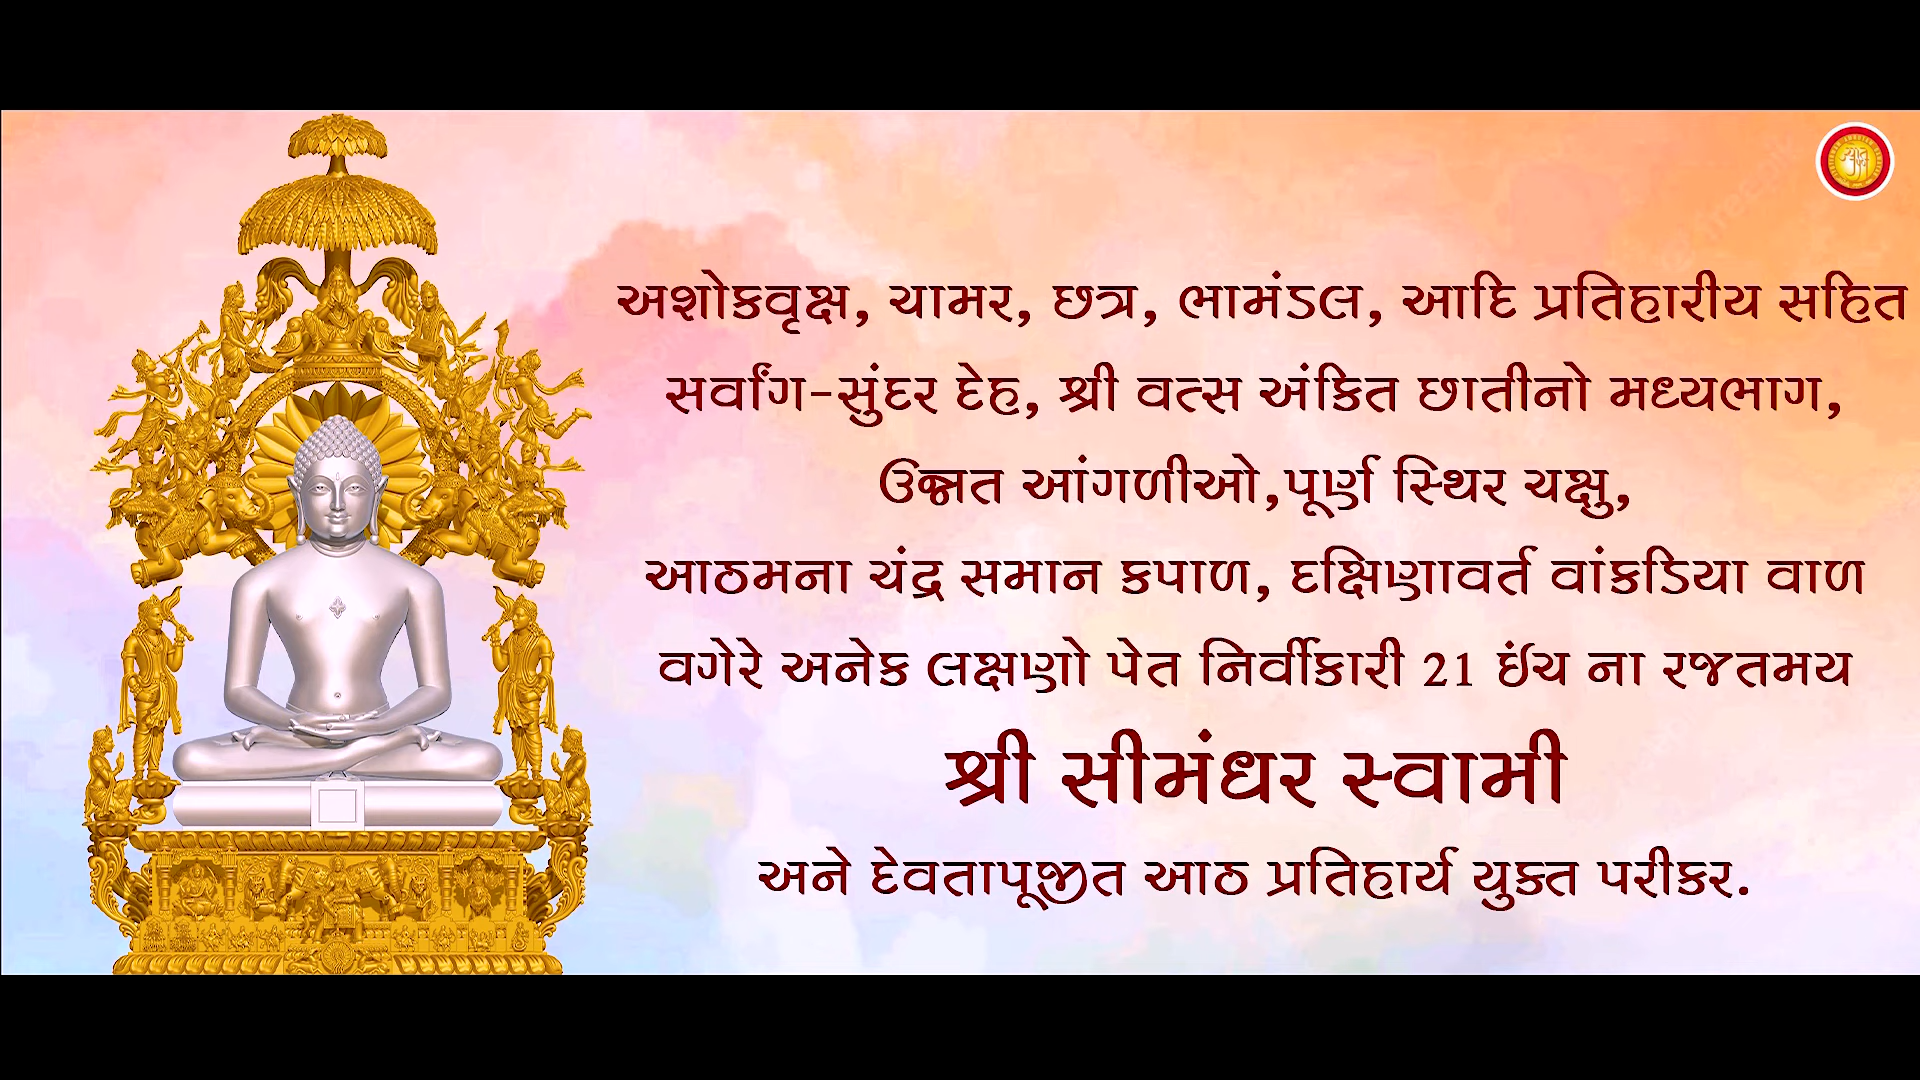 અશોકવૃક્ષ, ચામર, છત્ર, ભામંડલ, આદિ પ્રતિહારીય સહિત
સર્વાંગ-સુંદર દેહ, શ્રી વત્સ અંકિત છાતીનો મધ્યભાગ,
ઉન્નત આંગળીઓ,પૂર્ણ સ્થિર ચક્ષુ,
આઠમના ચંદ્ર સમાન કપાળ, દક્ષિણાવર્ત વાંકડિયા વાળ
વગેરે અનેક લક્ષણો પેત નિર્વીકારી 21 ઈંચ ના રજતમય
શ્રી સીમંધર સ્વામી
અને દેવતાપૂજીત આઠ પ્રતિહાર્ય યુક્ત પરીકર.